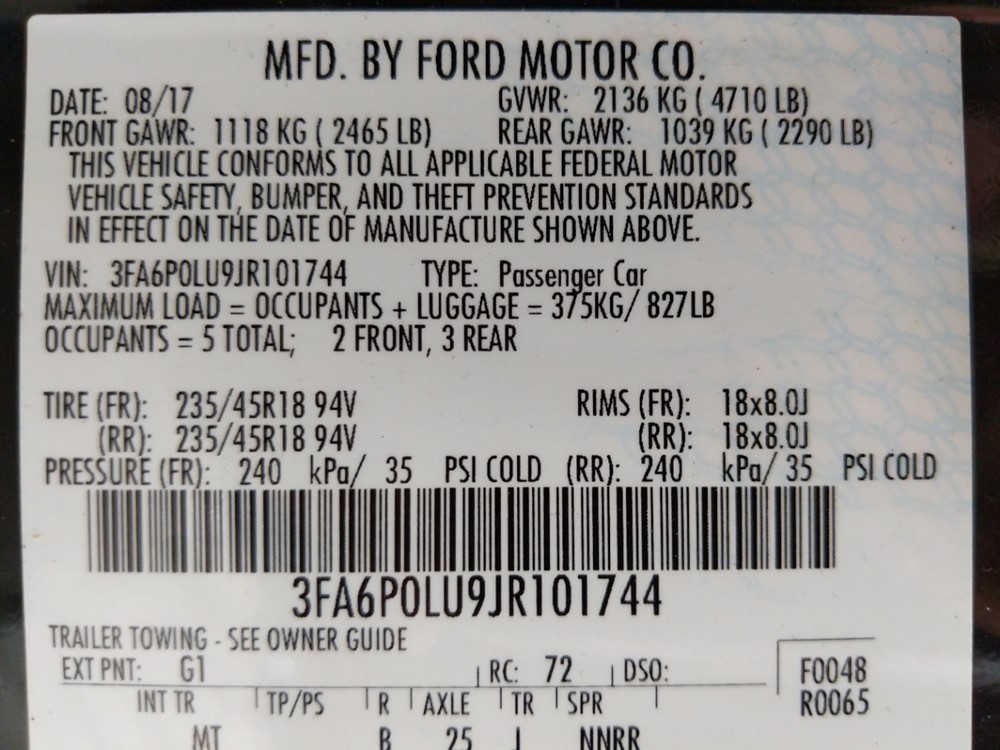 MFD. BY FORD MOTOR CO.
DATE: 08/17 GVWR: 2136 KG ( 4710 LB)
FRONT GAWR: 1118 KG ( 2465 LB) REAR GAWR: 1039 KG ( 2290 LB)
THIS VEHICLE CONFORMS TO ALL APPLICABLE FEDERAL MOTOR
VEHICLE SAFETY, BUMPER, AND THEFT PREVENTION STANDARDS
IN EFFECT ON THE DATE OF MANUFACTURE SHOWN ABOVE.
VIN: 3FA6P0LU9JR101744 TYPE: Passenger Car
MAXIMUM LOAD = OCCUPANTS + LUGGAGE = 375KG/ 827LB
OCCUPANTS = 5 TOTAL; 2 FRONT, 3 REAR
TIRE (FR): 235/45R18 94V RIMS (FR): 18x8.0J
(RR): 235/45R18 94V (RR): 18x8.0J
PRESSURE (FR): 240 kPa/ 35 PSI COLD (RR): 240 kPa/ 35 PSI COLD
3FA6P0LU9JR101744
TRAILER TOWING - SEE OWNER GUIDE
EXT PNT: G1 RC: 72 DSO: F0048
INT TR TP/PS R AXLE TR SPR R0065
MT B 25 J NNRR